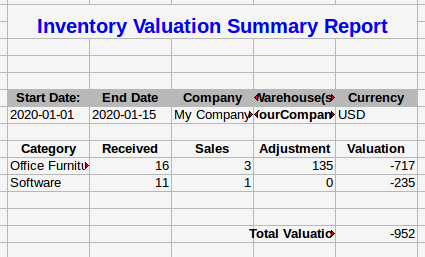 Inventory Valuation Summary Report
Start Date: End Date Company Warehouse(s Currency
2020-01-01 2020-01-15 My Company ourCompan USD
Category Received Sales Adjustment Valuation
Office Furnitu 16 3 135 -717
Software 11 1 0 -235
Total Valuatio -952